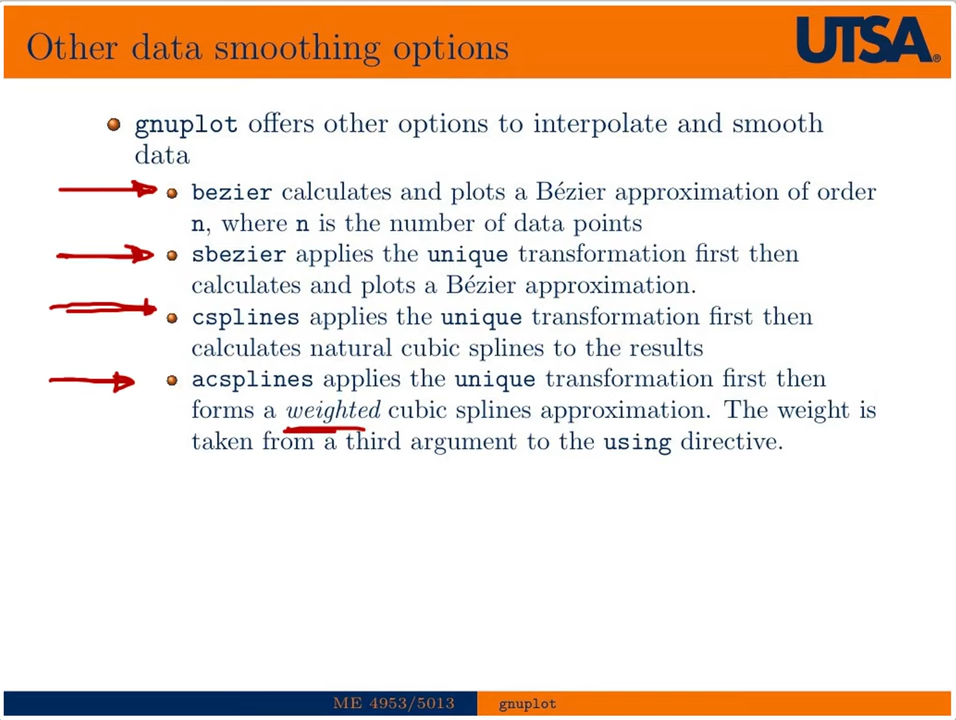 Other data smoothing options
UTSA®
gnuplot offers other options to interpolate and smooth
data
bezier calculates and plots a Bézier approximation of order
n, where n is the number of data points
sbezier applies the unique transformation first then
calculates and plots a Bézier approximation.
csplines applies the unique transformation first then
calculates natural cubic splines to the results
acsplines applies the unique transformation first then
forms a weighted cubic splines approximation. The weight is
taken from a third argument to the using directive.
ME 4953/5013 gnuplot